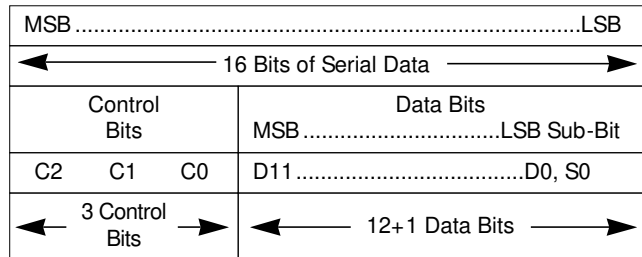 MSB..................................................................................LSB
16 Bits of Serial Data
Control Bits
Data Bits
MSB................................LSB Sub-Bit
C2 C1 C0
D11.....................................D0, S0
3 Control Bits
12+1 Data Bits